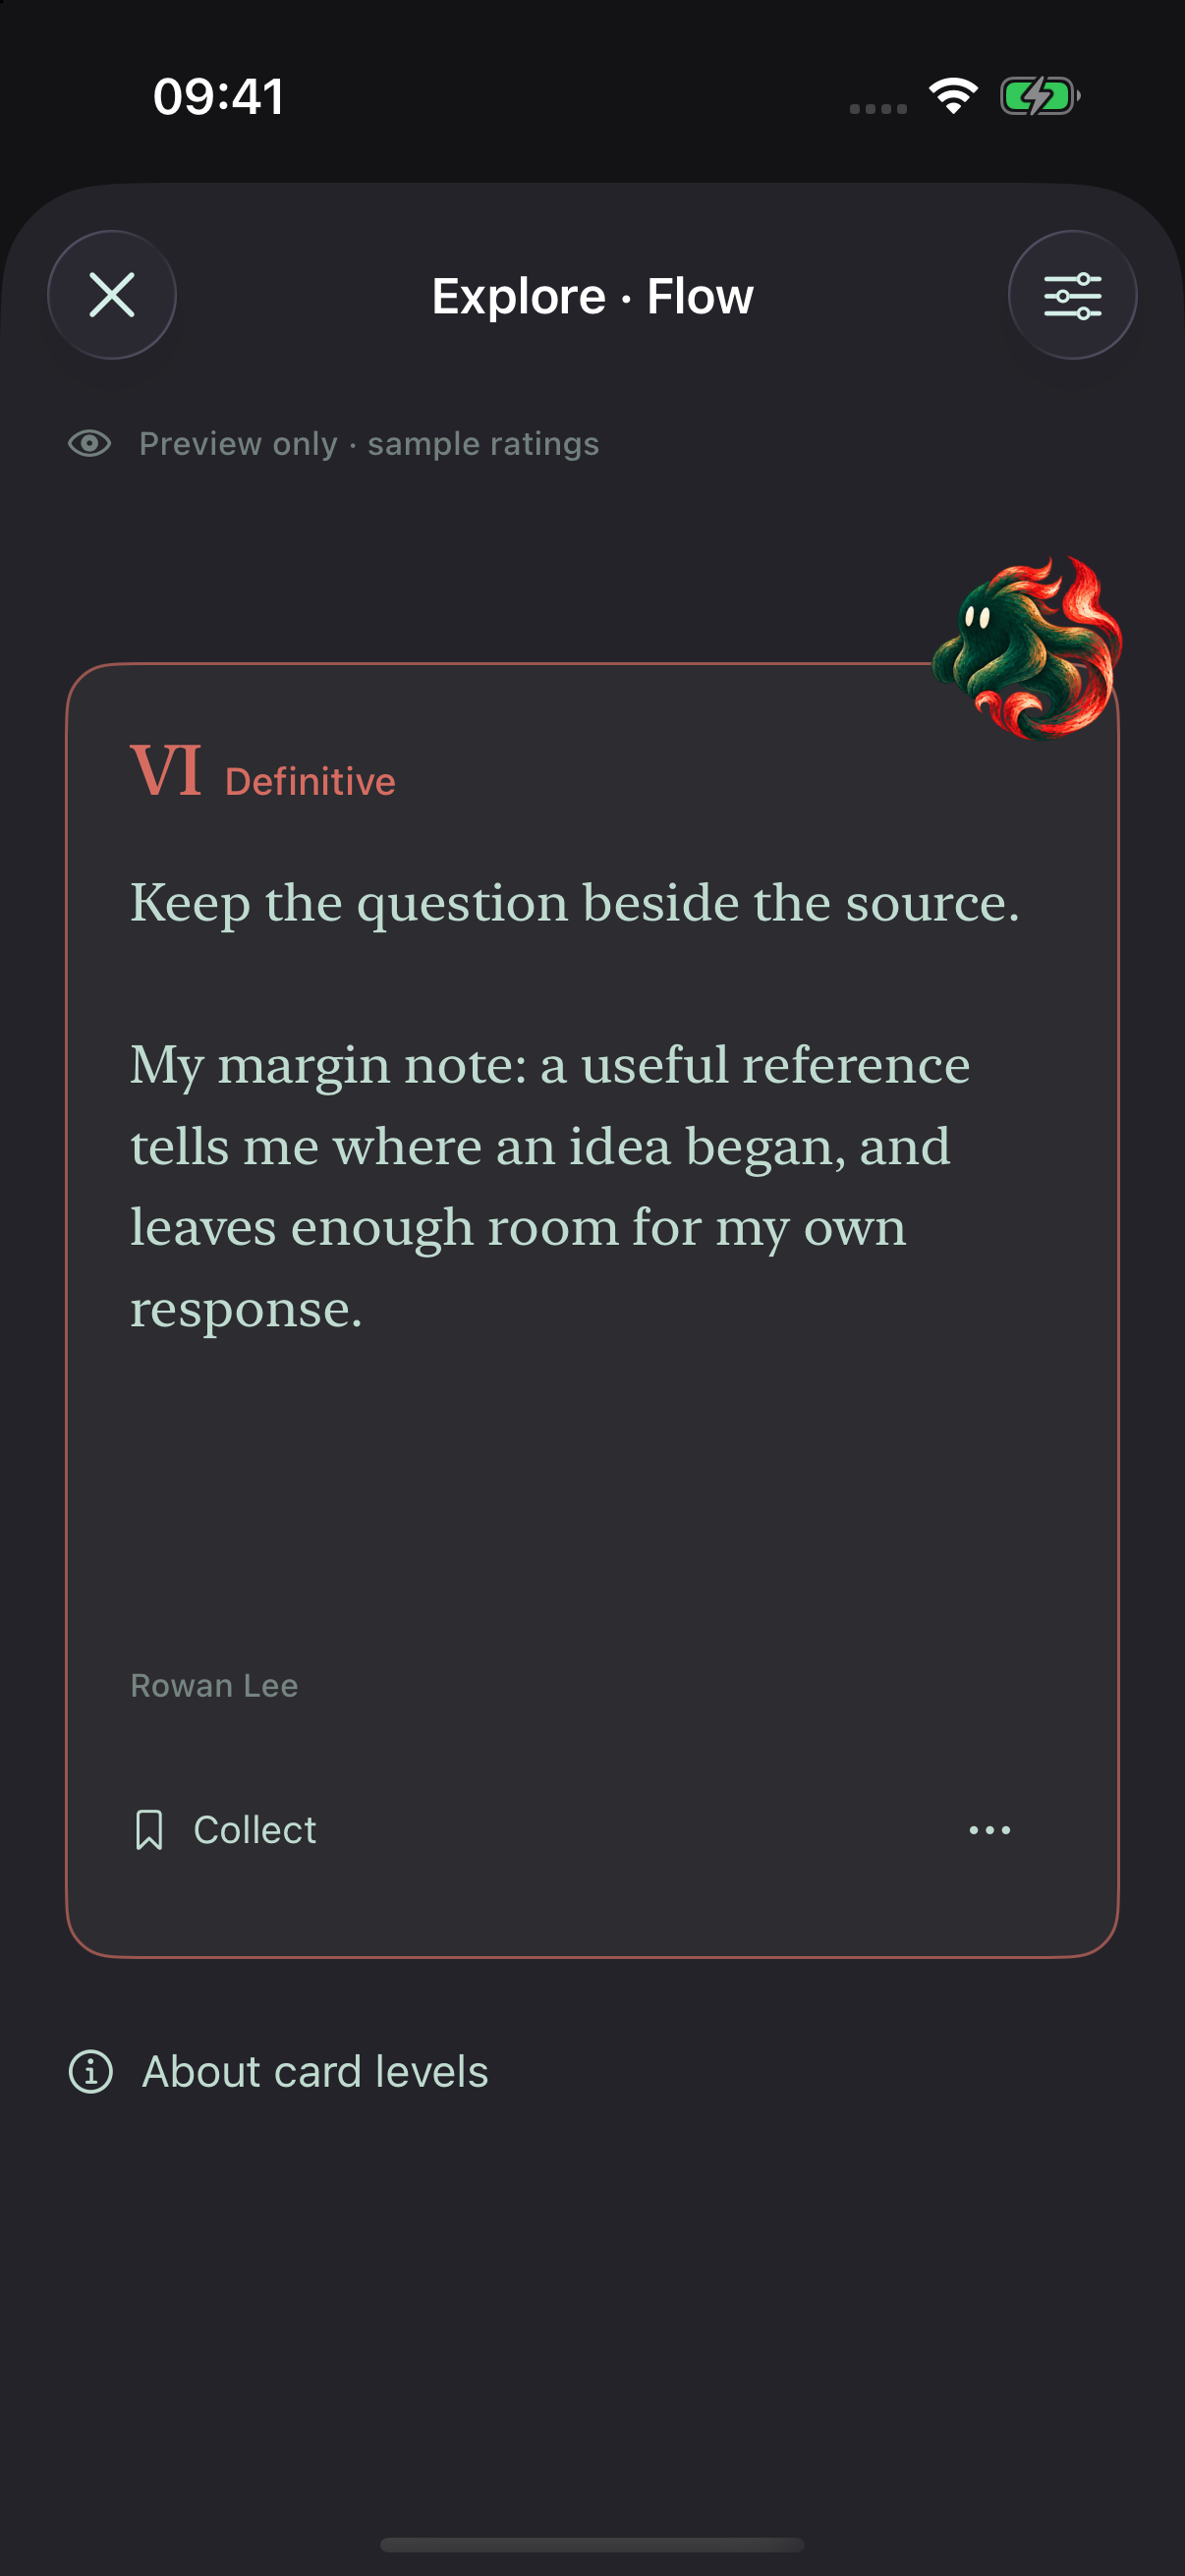 09:41
Explore · Flow
Preview only · sample ratings
VI Definitive
Keep the question beside the source.
My margin note: a useful reference
tells me where an idea began, and
leaves enough room for my own
response.
Rowan Lee
Collect
About card levels